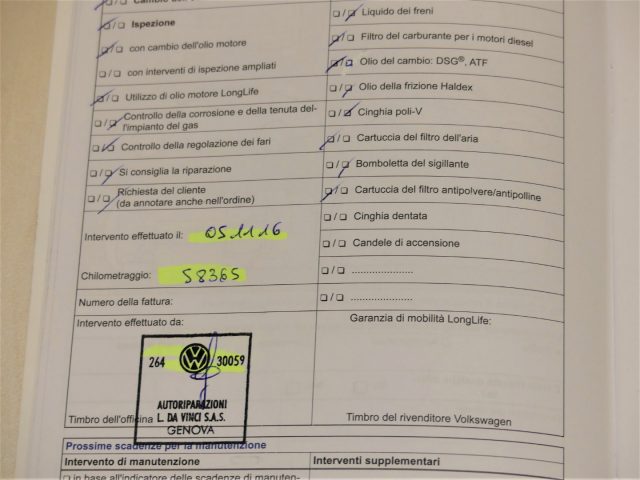 Ispezione
con cambio dell'olio motore
con interventi di ispezione ampliati
Utilizzo di olio motore LongLife
Controllo della corrosione e della tenuta del-
l'impianto del gas
Controllo della regolazione dei fari
Si consiglia la riparazione
Richiesta del cliente
(da annotare anche nell'ordine)
Intervento effettuato il: 05.11.16
Chilometraggio: 58365
Numero della fattura:
Intervento effettuato da:
264 VW 30059
AUTORIPARAZIONI
L. DA VINCI S.A.S.
GENOVA
Timbro dell'officina
Liquido dei freni
Filtro del carburante per i motori diesel
Olio del cambio: DSG®, ATF
Olio della frizione Haldex
Cinghia poli-V
Cartuccia del filtro dell'aria
Bomboletta del sigillante
Cartuccia del filtro antipolvere/antipolline
Cinghia dentata
Candele di accensione
/ .....................
/ .....................
Garanzia di mobilità LongLife:
Timbro del rivenditore Volkswagen
Prossime scadenze per la manutenzione
Intervento di manutenzione
Interventi supplementari
in base all'indicatore delle scadenze di manuten-